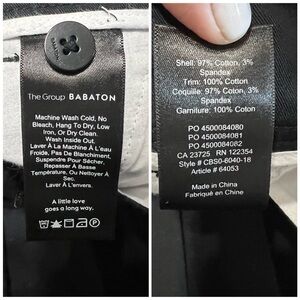 The Group BABATON
Machine Wash Cold, No
Bleach, Hang To Dry, Low
Iron, Or Dry Clean.
Wash Inside Out.
Laver À La Machine À L'eau
Froide, Pas De Blanchiment,
Suspendre Pour Sécher,
Repasser À Basse
Température, Ou Nettoyer À
Sec.
Laver À L'envers.
A little love
goes a long way.
Shell: 97% Cotton, 3%
Spandex
Trim: 100% Cotton
Coquille: 97% Coton, 3%
Spandex
Garniture: 100% Coton
PO 4500084080
PO 4500084081
PO 4500084082
CA 23725 RN 122354
Style # CBS0-6040-18
Article # 64053
Made in China
Fabriqué en Chine